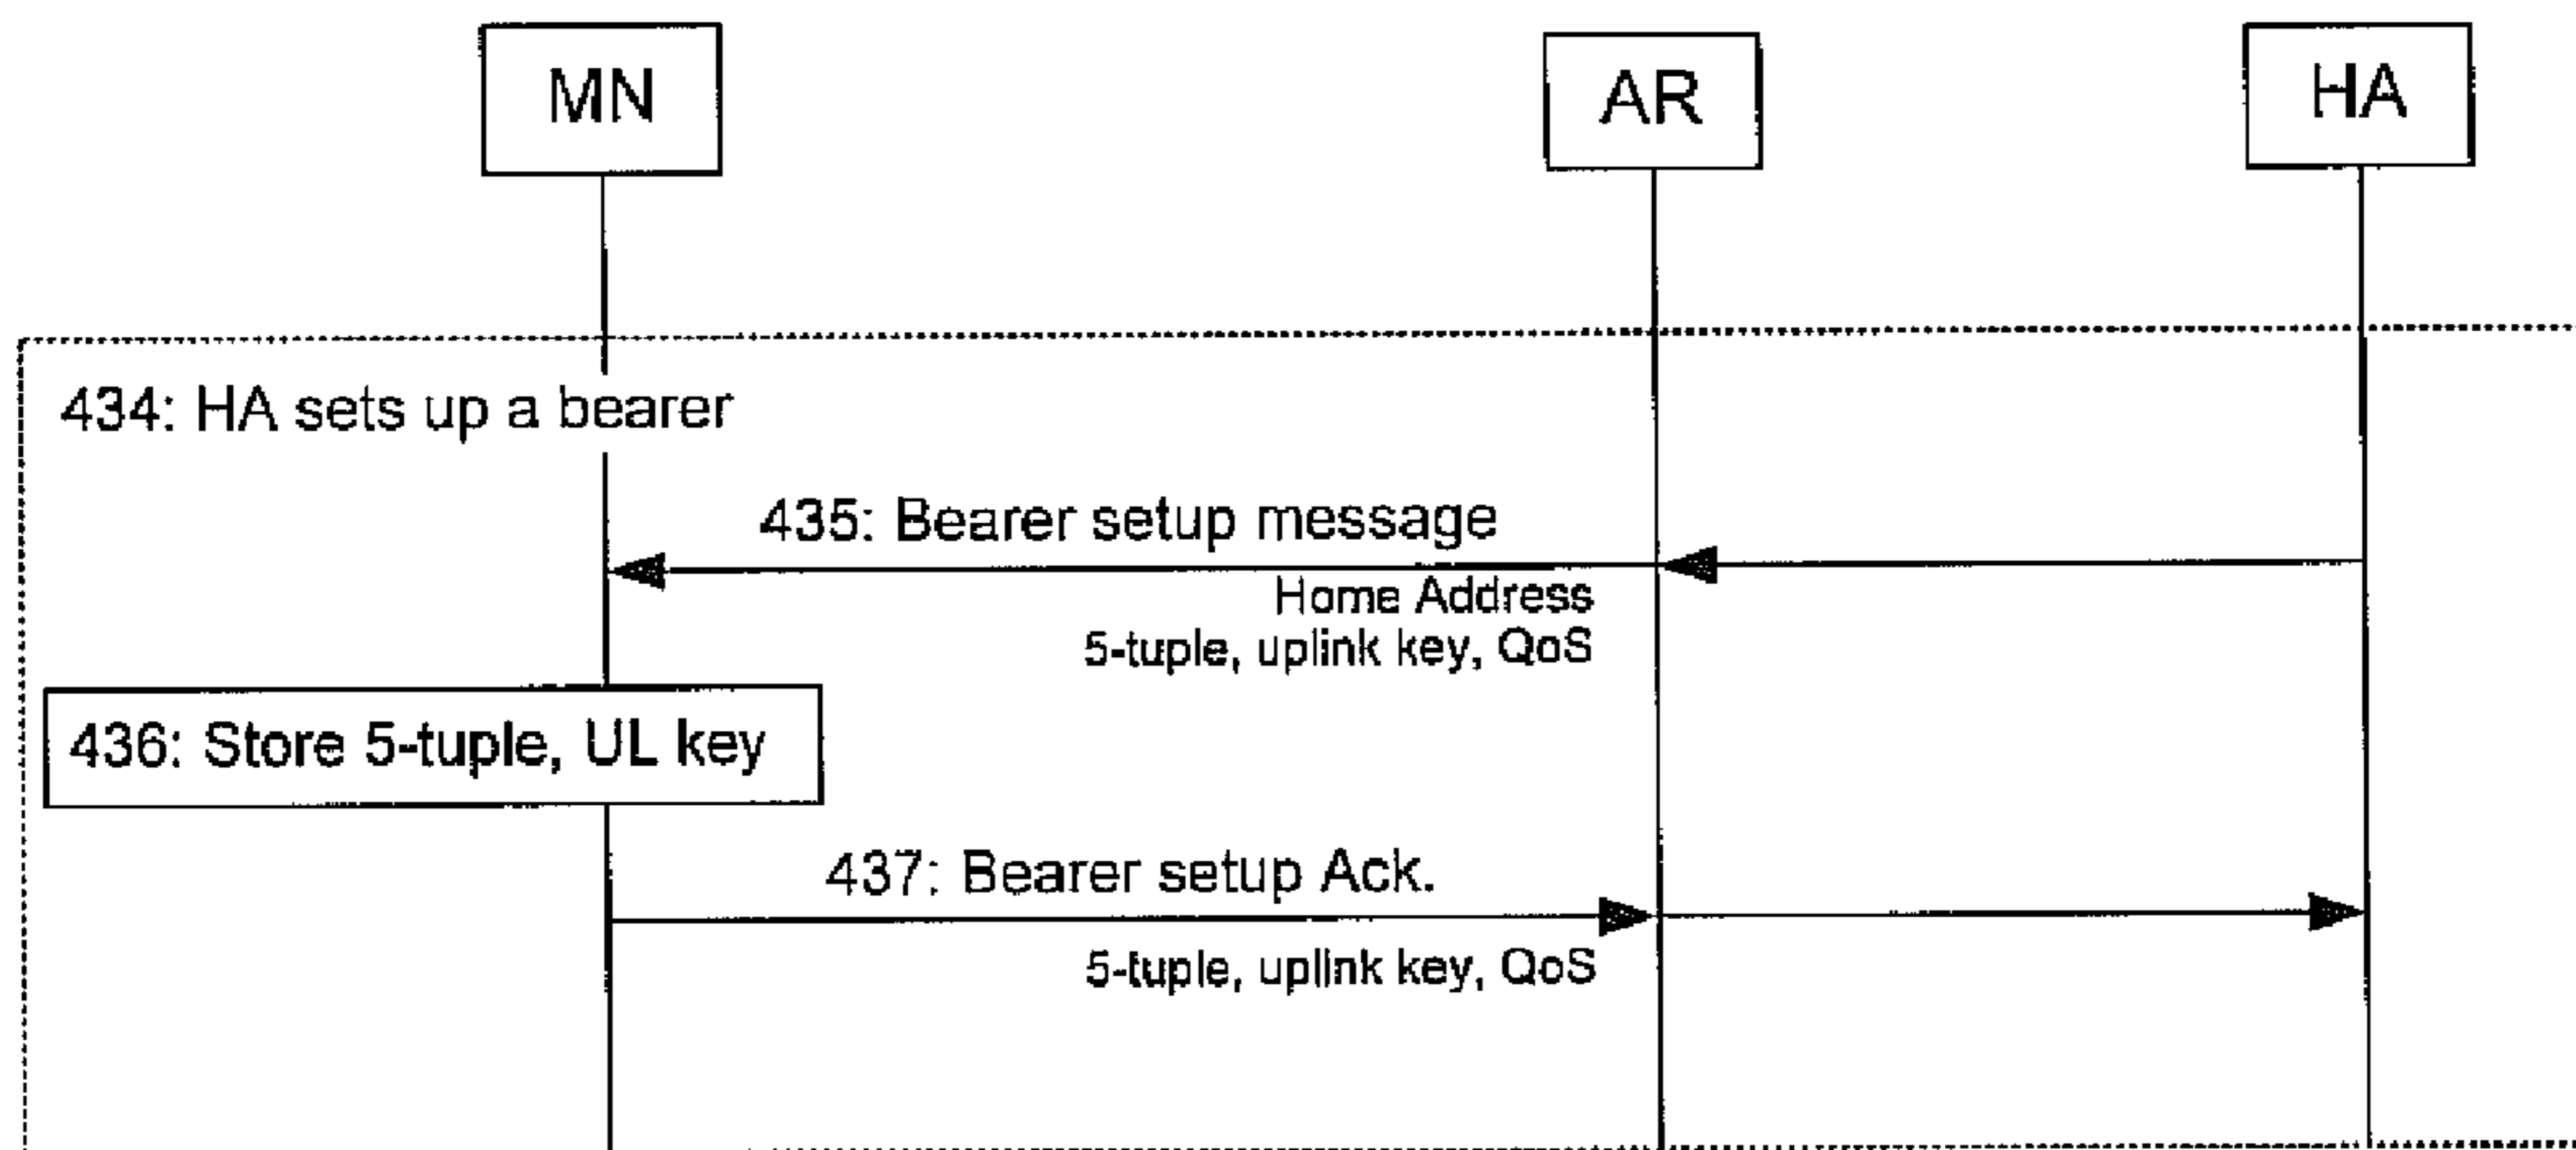 MN
AR
HA
434: HA sets up a bearer
435: Bearer setup message
Home Address
5-tuple, uplink key, QoS
436: Store 5-tuple, UL key
437: Bearer setup Ack.
5-tuple, uplink key, QoS